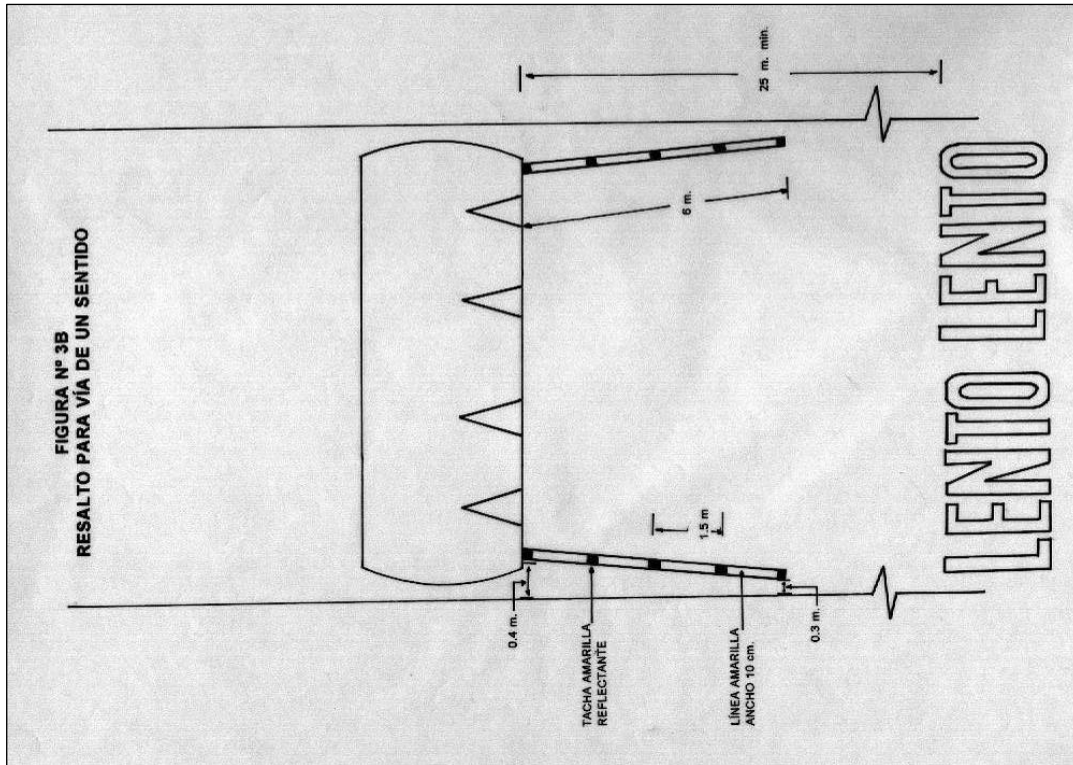 FIGURA Nº 3B
RESALTO PARA VÍA DE UN SENTIDO
25 m. min.
6 m.
1.5 m
0.4 m.
0.3 m.
TACHA AMARILLA
REFLECTANTE
LÍNEA AMARILLA
ANCHO 10 cm.
LENTO LENTO